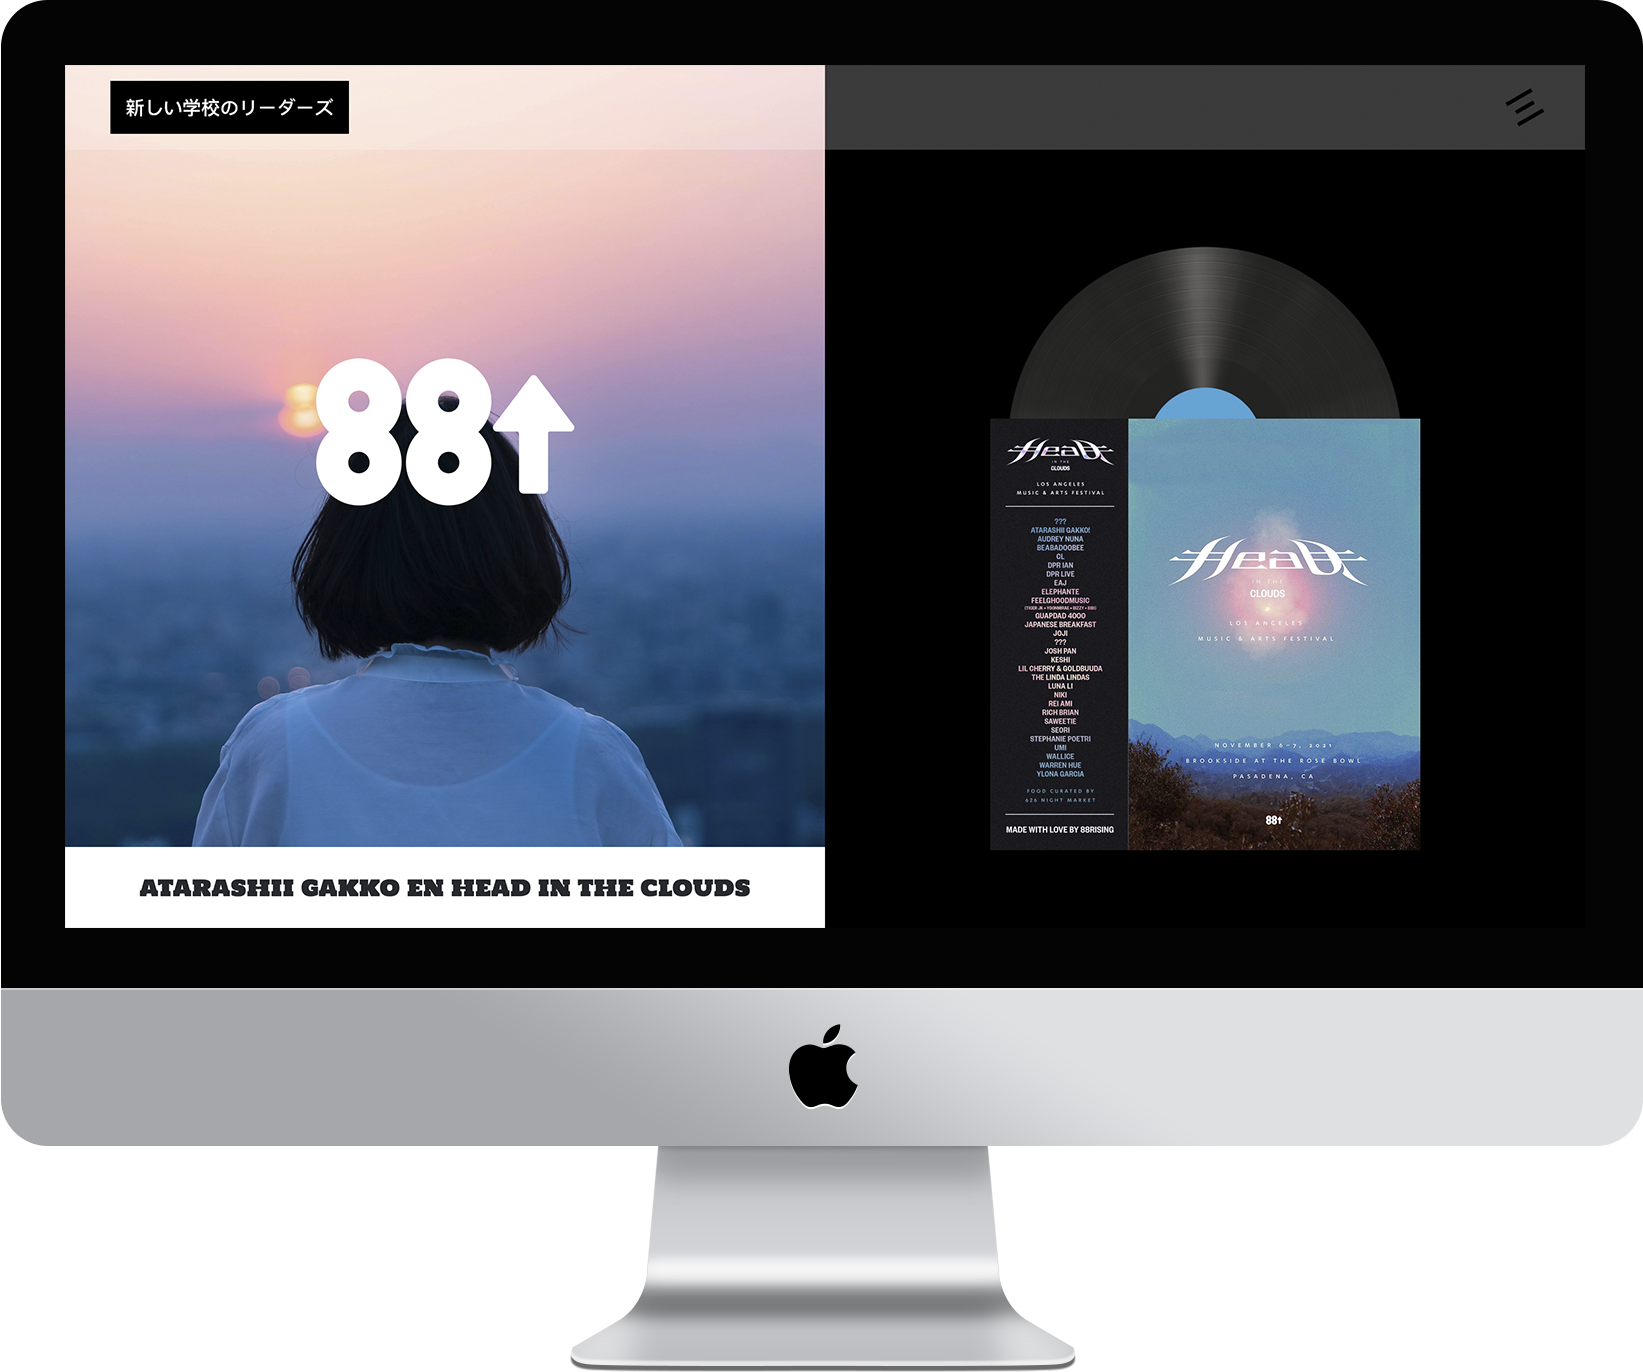 新しい学校のリーダーズ
88↑
ATARASHII GAKKO EN HEAD IN THE CLOUDS
HEAD
IN THE
CLOUDS
LOS ANGELES
MUSIC & ARTS FESTIVAL
???
ATARASHII GAKKO!
AUDREY NUNA
BEABADOOBEE
CL
DPR IAN
DPR LIVE
EAJ
ELEPHANTE
FEELGHOODMUSIC
(TIGER JK • YOONMIRAE • BIZZY • BIBI)
GUAPDAD 4000
JAPANESE BREAKFAST
JOJI
???
JOSH PAN
KESHI
LIL CHERRY & GOLDBUUDA
THE LINDA LINDAS
LUNA LI
NIKI
REI AMI
RICH BRIAN
SAWEETIE
SEORI
STEPHANIE POETRI
UMI
WALLICE
WARREN HUE
YLONA GARCIA
FOOD CURATED BY
626 NIGHT MARKET
MADE WITH LOVE BY 88RISING
HEAD
IN THE
CLOUDS
LOS ANGELES
MUSIC & ARTS FESTIVAL
NOVEMBER 6-7, 2021
BROOKSIDE AT THE ROSE BOWL
PASADENA, CA
88↑